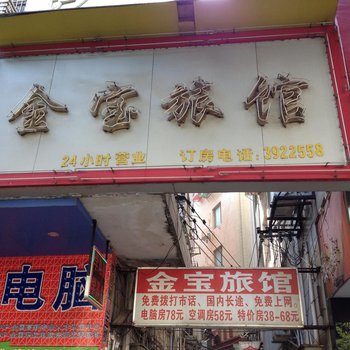 金宝旅馆
24小时营业 订房电话:3922558
电脑
金宝旅馆
免费拨打市话、国内长途、免费上网
电脑房78元 空调房58元 特价房38-68元